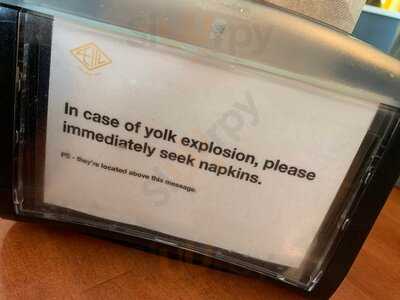 In case of yolk explosion, please
immediately seek napkins.
PS - they're located above this message.